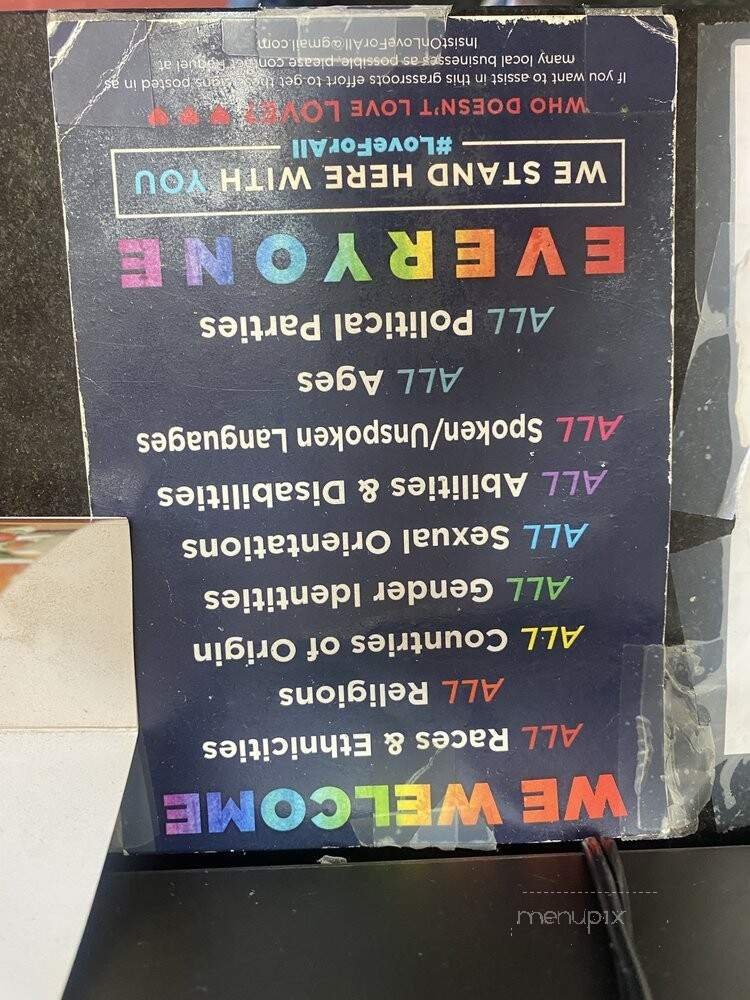 WE WELCOME
ALL Races & Ethnicities
ALL Religions
ALL Countries of Origin
ALL Gender Identities
ALL Sexual Orientations
ALL Abilities & Disabilities
ALL Spoken/Unspoken Languages
ALL Ages
ALL Political Parties
EVERYONE
WE STAND HERE WITH YOU
#LoveForAll
WHO DOESN'T LOVE LOVE?
If you want to assist in this grassroots effort to get these signs posted in as
many local businesses as possible, please contact Raquel at
InsistOnLoveForAll@gmail.com
menupix